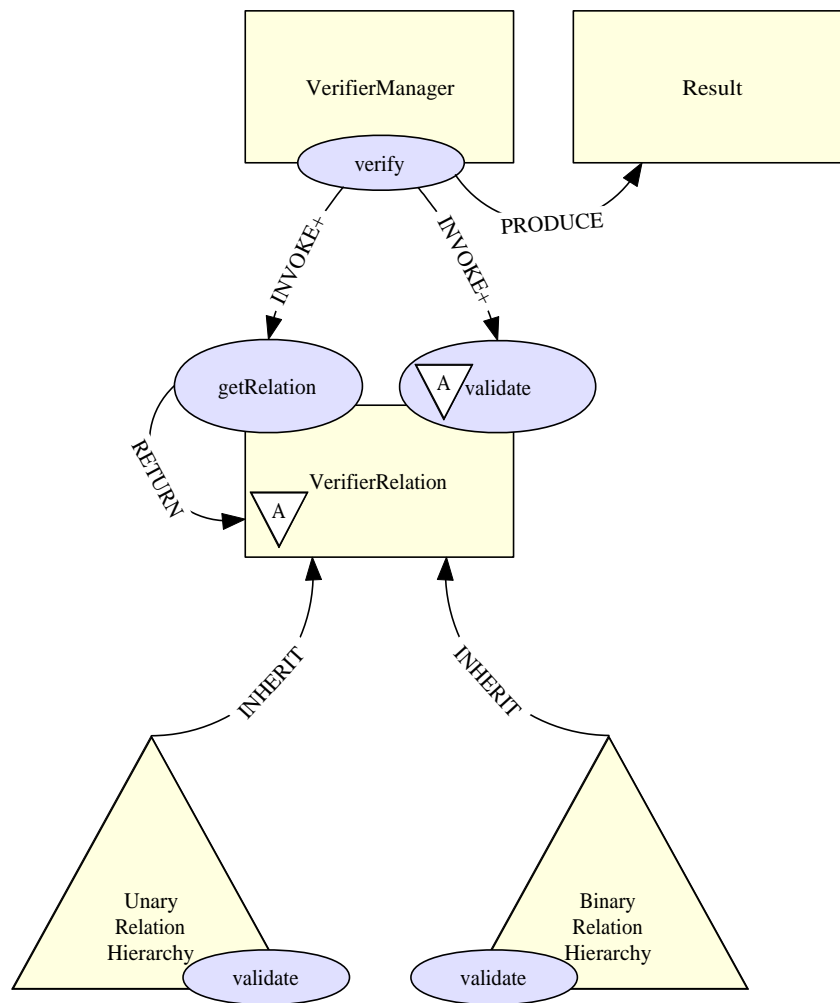 VerifierManager
Result
verify
PRODUCE
INVOKE+
INVOKE+
getRelation
A
validate
RETURN
VerifierRelation
A
INHERIT
INHERIT
Unary
Relation
Hierarchy
validate
Binary
Relation
Hierarchy
validate